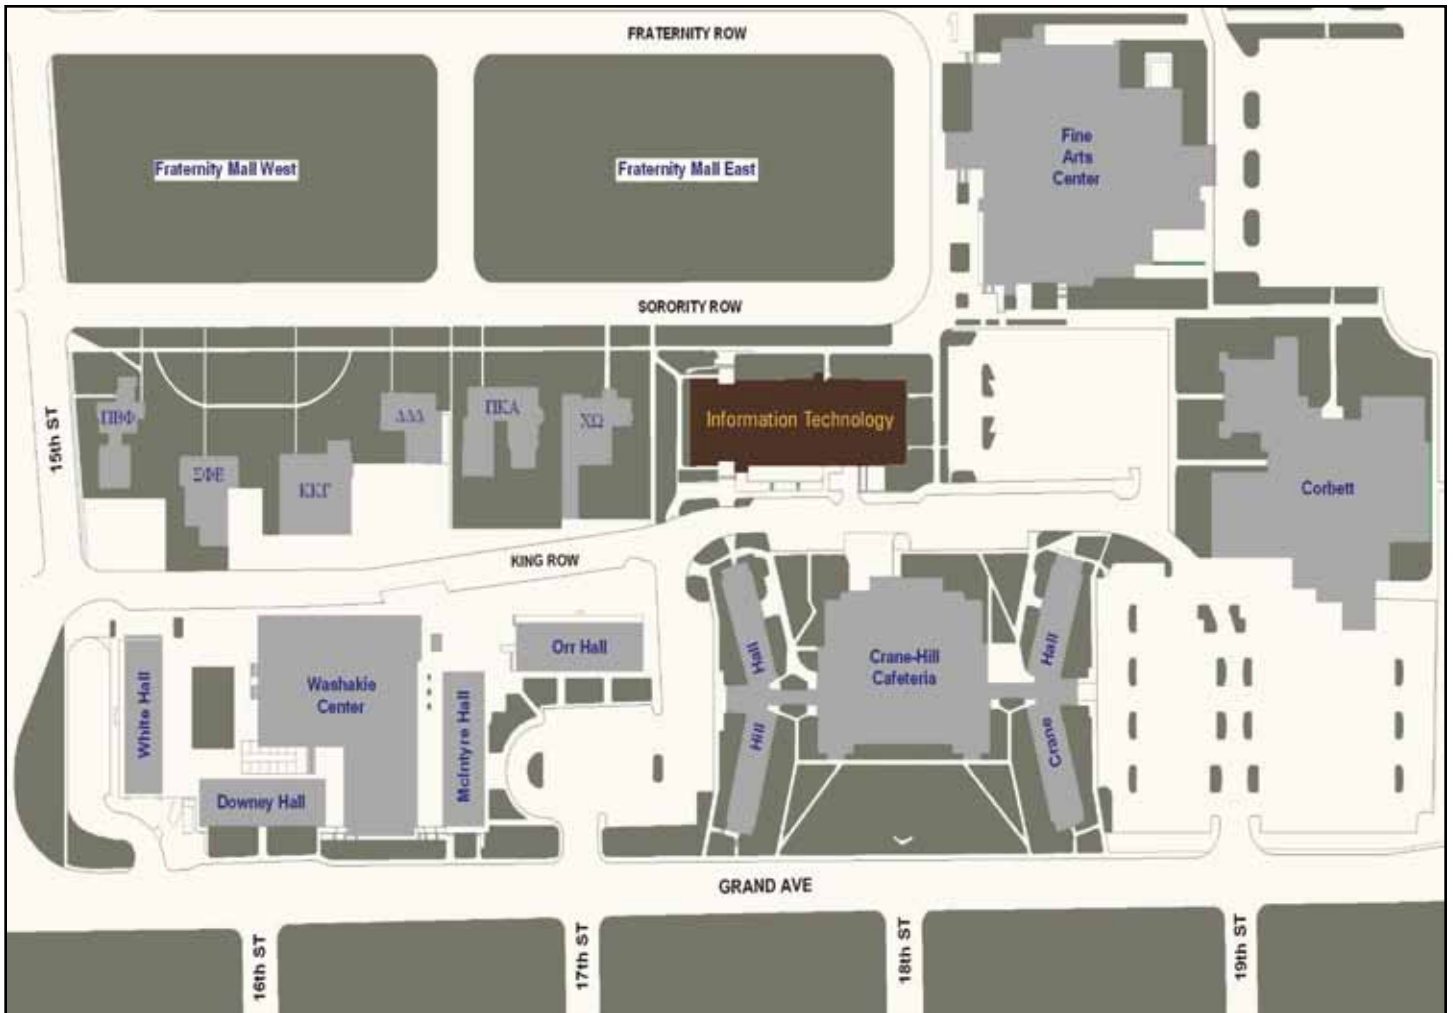 FRATERNITY ROW
Fraternity Mall West
Fraternity Mall East
Fine
Arts
Center
SORORITY ROW
15th ST
ΠΒΦ
ΣΦΕ
ΚΚΓ
ΔΔΔ
ΠΚΑ
ΧΩ
Information Technology
Corbett
KING ROW
White Hall
Washakie
Center
Downey Hall
McIntyre Hall
Orr Hall
Hall
Hill
Crane-Hill
Cafeteria
Hall
Crane
GRAND AVE
16th ST
17th ST
18th ST
19th ST